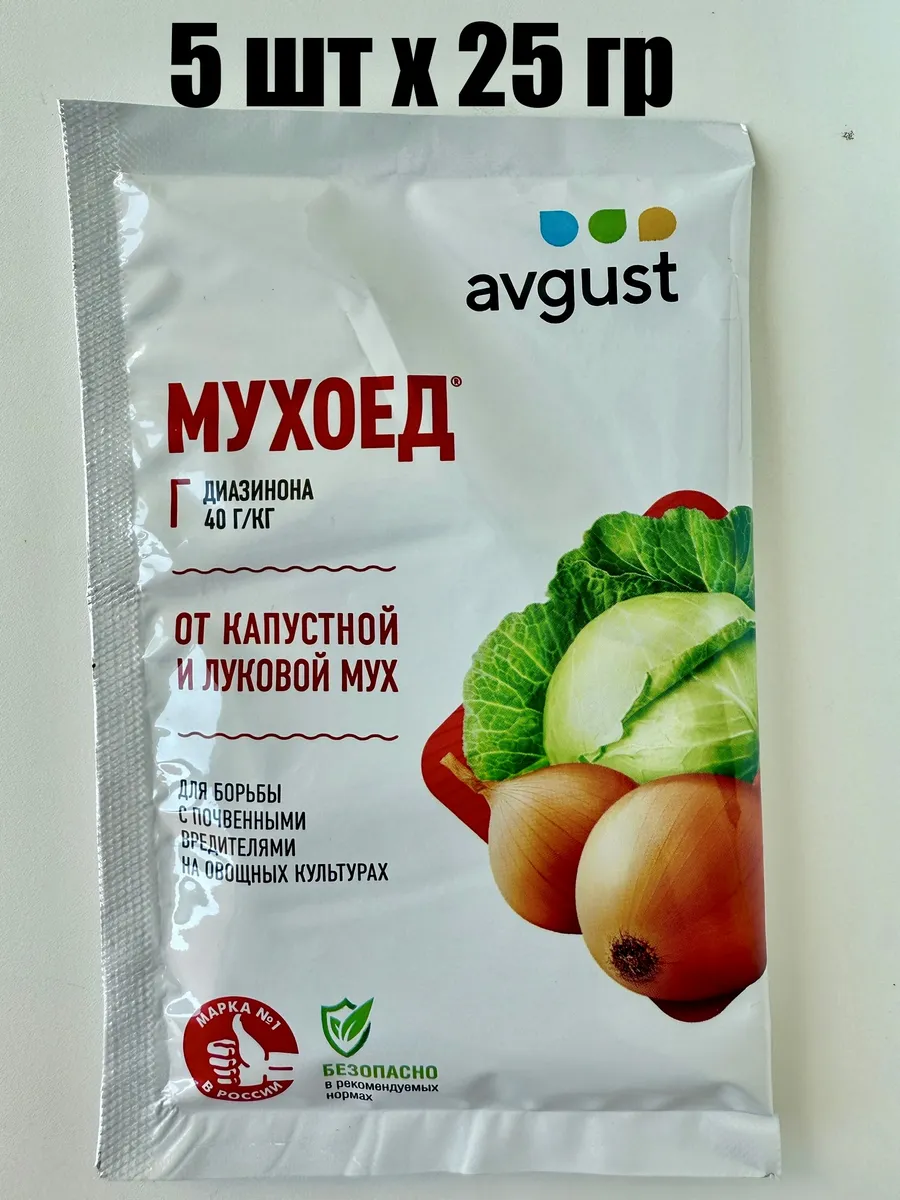 5 шт х 25 гр
avgust
МУХОЕД®
Г ДИАЗИНОНА
40 Г/КГ
ОТ КАПУСТНОЙ
И ЛУКОВОЙ МУХ
ДЛЯ БОРЬБЫ
С ПОЧВЕННЫМИ
ВРЕДИТЕЛЯМИ
НА ОВОЩНЫХ КУЛЬТУРАХ
МАРКА №1
В РОССИИ
БЕЗОПАСНО
в рекомендуемых
нормах